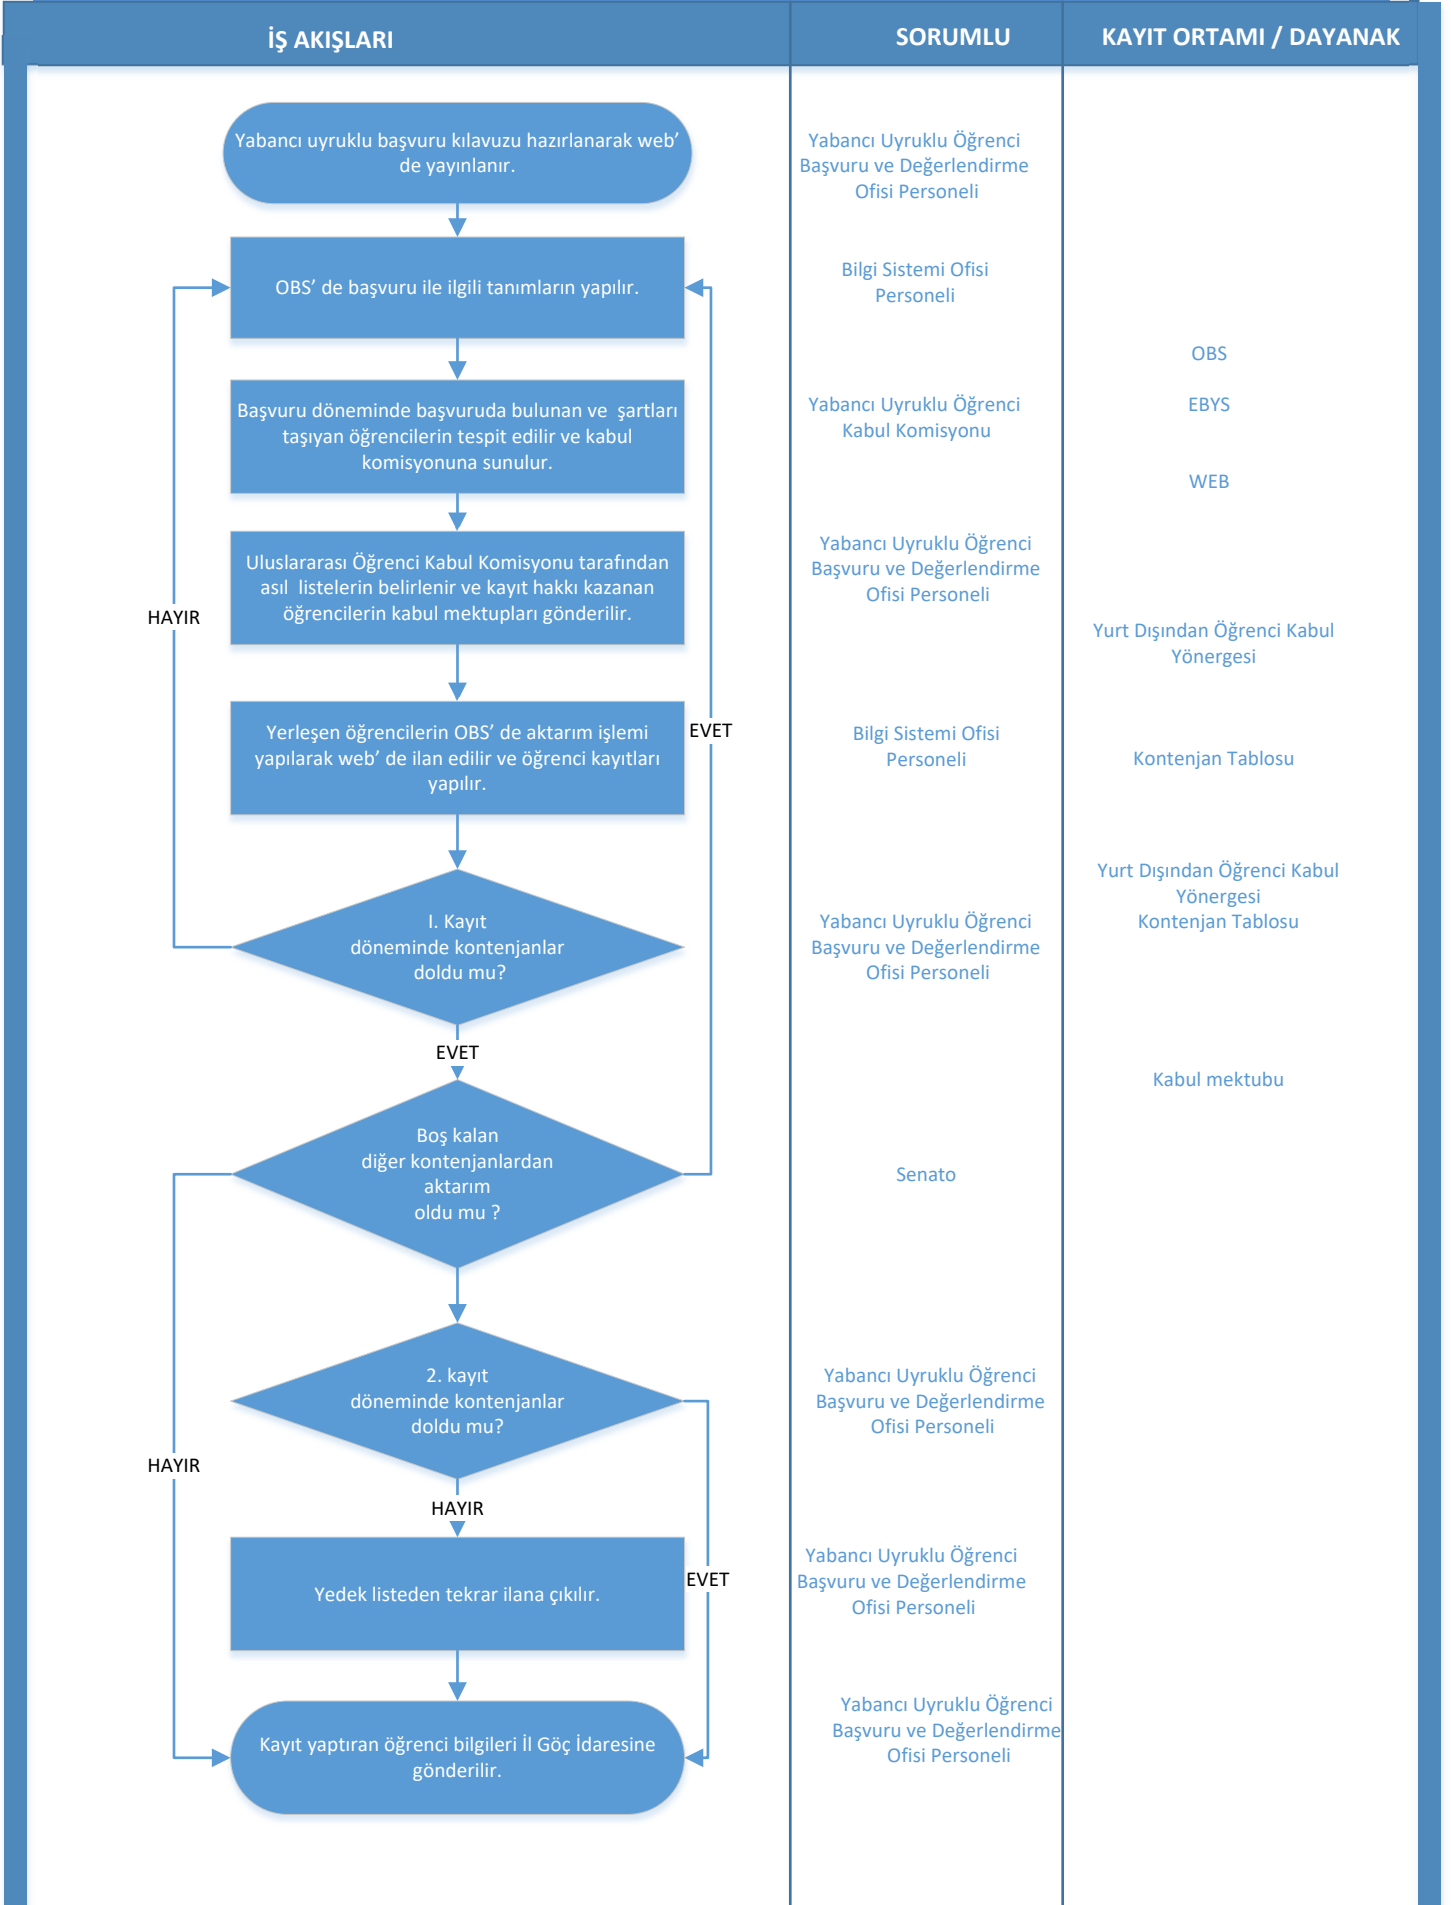 İŞ AKIŞLARI
SORUMLU
KAYIT ORTAMI / DAYANAK
Yabancı uyruklu başvuru kılavuzu hazırlanarak web’
de yayınlanır.
Yabancı Uyruklu Öğrenci
Başvuru ve Değerlendirme
Ofisi Personeli
OBS’ de başvuru ile ilgili tanımların yapılır.
Bilgi Sistemi Ofisi
Personeli
OBS
Başvuru döneminde başvuruda bulunan ve şartları
taşıyan öğrencilerin tespit edilir ve kabul
komisyonuna sunulur.
Yabancı Uyruklu Öğrenci
Kabul Komisyonu
EBYS
WEB
Uluslararası Öğrenci Kabul Komisyonu tarafından
asıl listelerin belirlenir ve kayıt hakkı kazanan
öğrencilerin kabul mektupları gönderilir.
Yabancı Uyruklu Öğrenci
Başvuru ve Değerlendirme
Ofisi Personeli
HAYIR
Yurt Dışından Öğrenci Kabul
Yönergesi
Yerleşen öğrencilerin OBS’ de aktarım işlemi
yapılarak web’ de ilan edilir ve öğrenci kayıtları
yapılır.
EVET
Bilgi Sistemi Ofisi
Personeli
Kontenjan Tablosu
I. Kayıt
döneminde kontenjanlar
doldu mu?
Yabancı Uyruklu Öğrenci
Başvuru ve Değerlendirme
Ofisi Personeli
Yurt Dışından Öğrenci Kabul
Yönergesi
Kontenjan Tablosu
EVET
Kabul mektubu
Boş kalan
diğer kontenjanlardan
aktarım
oldu mu ?
Senato
2. kayıt
döneminde kontenjanlar
doldu mu?
Yabancı Uyruklu Öğrenci
Başvuru ve Değerlendirme
Ofisi Personeli
HAYIR
HAYIR
Yedek listeden tekrar ilana çıkılır.
EVET
Yabancı Uyruklu Öğrenci
Başvuru ve Değerlendirme
Ofisi Personeli
Kayıt yaptıran öğrenci bilgileri İl Göç İdaresine
gönderilir.
Yabancı Uyruklu Öğrenci
Başvuru ve Değerlendirme
Ofisi Personeli